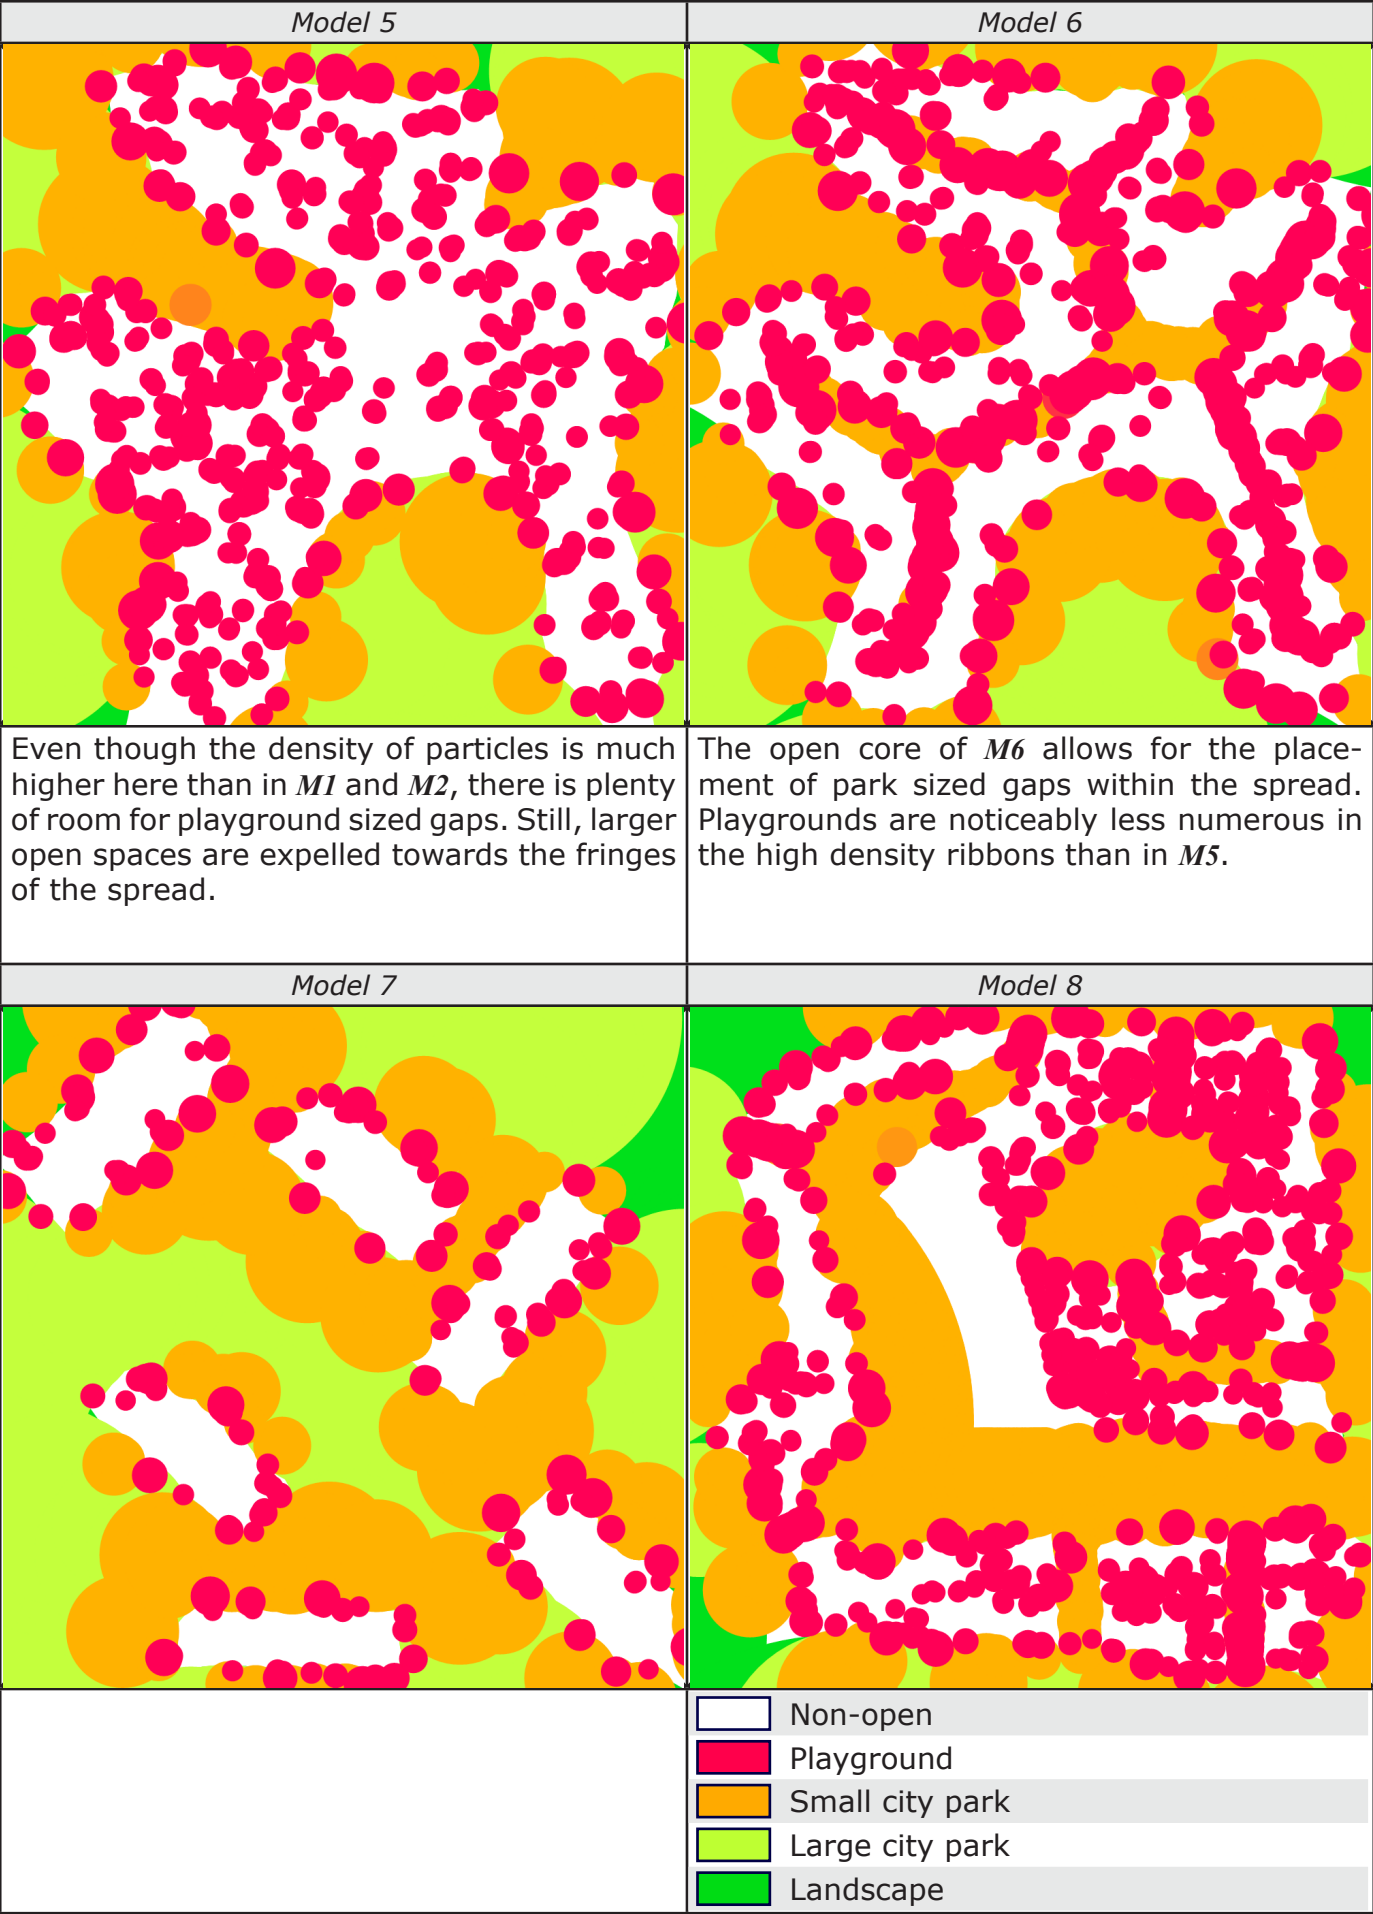 Model 5
Model 6
Even though the density of particles is much
higher here than in M1 and M2, there is plenty
of room for playground sized gaps. Still, larger
open spaces are expelled towards the fringes
of the spread.
The open core of M6 allows for the place-
ment of park sized gaps within the spread.
Playgrounds are noticeably less numerous in
the high density ribbons than in M5.
Model 7
Model 8
Non-open
Playground
Small city park
Large city park
Landscape